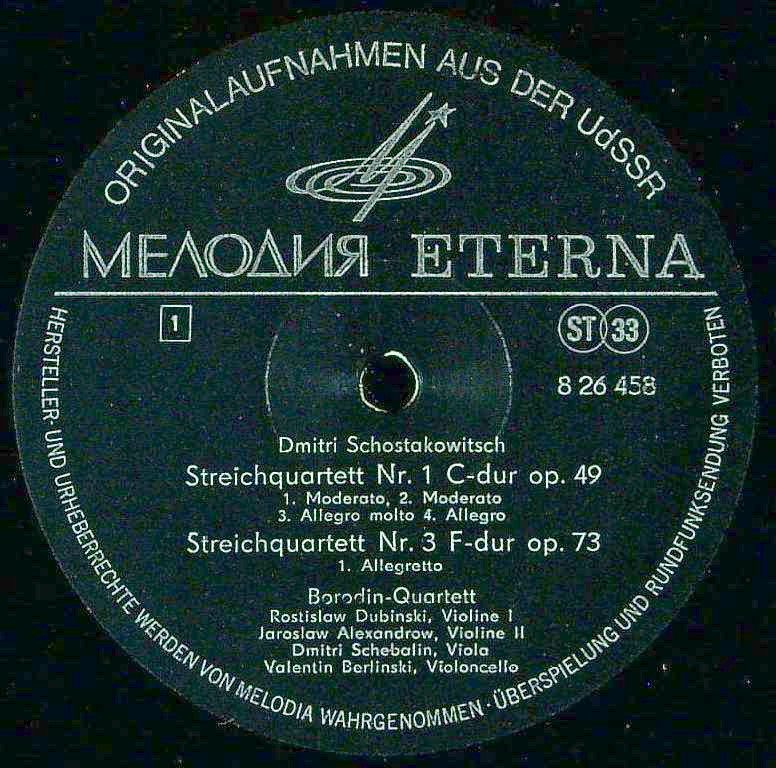 ORIGINALAUFNAHMEN AUS DER UdSSR
МЕЛОДИЯ ETERNA
1
ST 33
8 26 458
Dmitri Schostakowitsch
Streichquartett Nr. 1 C-dur op. 49
1. Moderato, 2. Moderato
3. Allegro molto 4. Allegro
Streichquartett Nr. 3 F-dur op. 73
1. Allegretto
Borodin-Quartett
Rostislaw Dubinski, Violine I
Jaroslaw Alexandrow, Violine II
Dmitri Schebalin, Viola
Valentin Berlinski, Violoncello
HERSTELLER- UND URHEBERRECHTE WERDEN VON MELODIA WAHRGENOMMEN · ÜBERSPIELUNG UND RUNDFUNKSENDUNG VERBOTEN